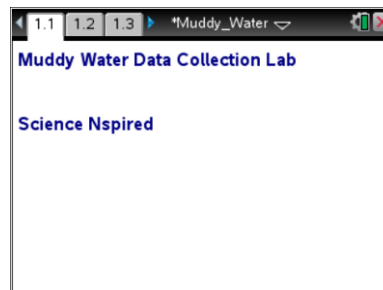 1.1 1.2 1.3 *Muddy_Water
Muddy Water Data Collection Lab
Science Nspired